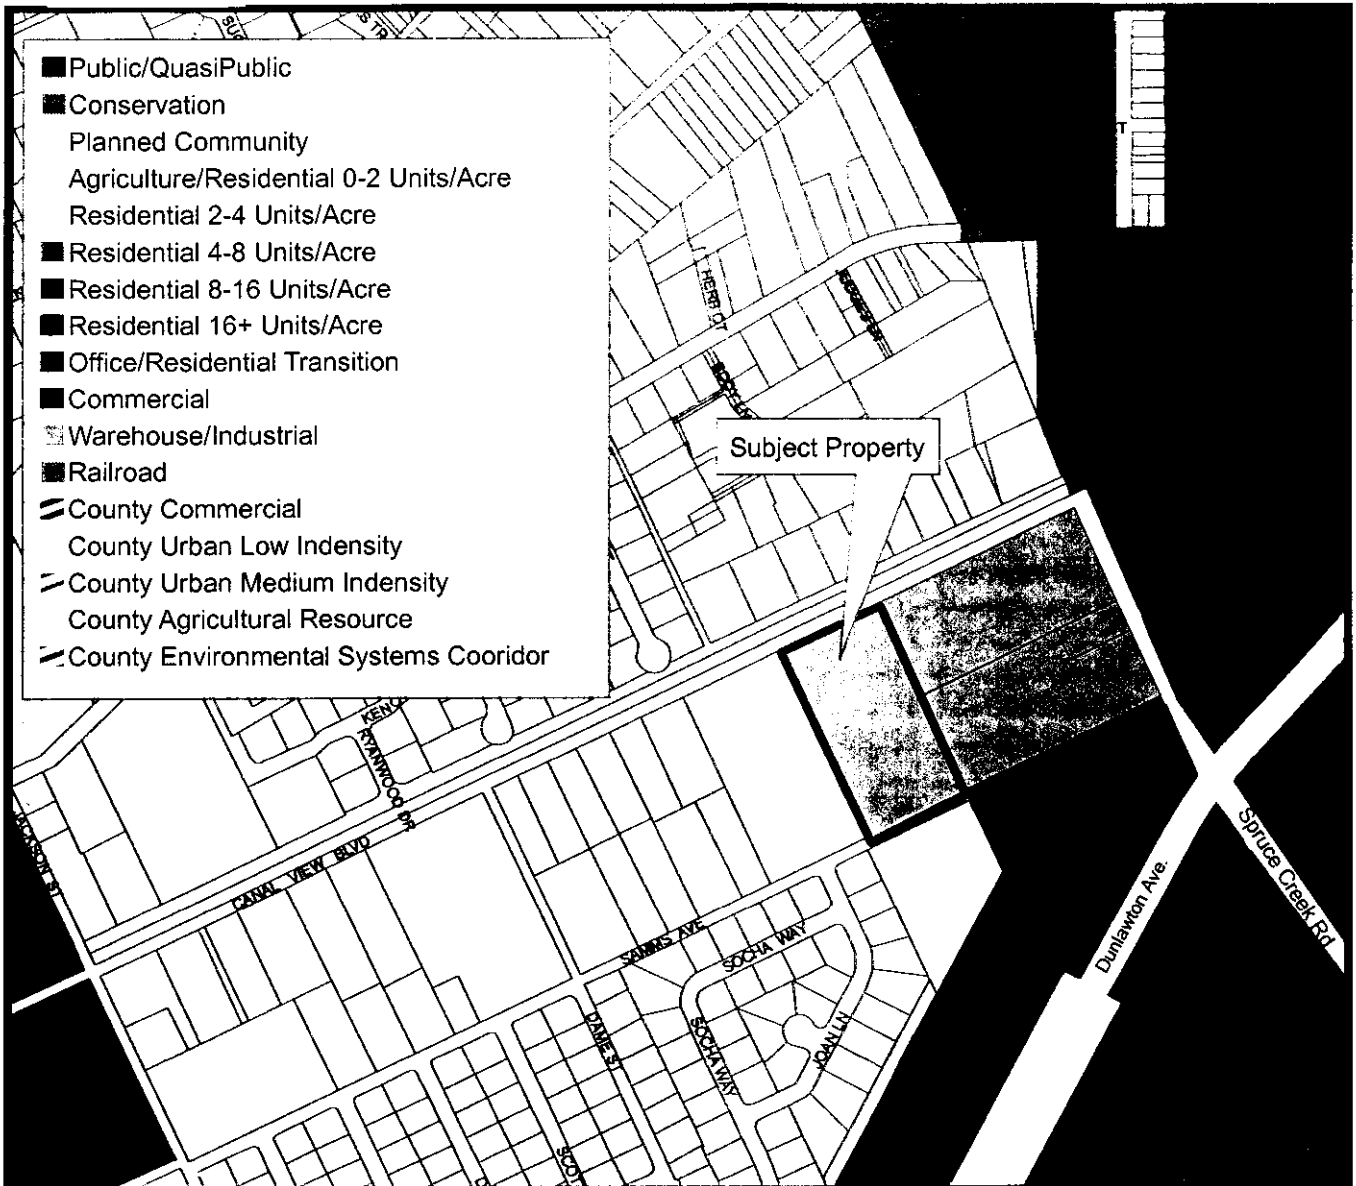 Public/QuasiPublic
Conservation
Planned Community
Agriculture/Residential 0-2 Units/Acre
Residential 2-4 Units/Acre
Residential 4-8 Units/Acre
Residential 8-16 Units/Acre
Residential 16+ Units/Acre
Office/Residential Transition
Commercial
Warehouse/Industrial
Railroad
County Commercial
County Urban Low Indensity
County Urban Medium Indensity
County Agricultural Resource
County Environmental Systems Cooridor
T
HERB CT
Subject Property
RYANWOOD DR
JACKSON ST
CANAL VIEW BLVD
SAMMS AVE
SOCHA WAY
SOCHA WAY
DAME ST
JOAN LN
Dunlawton Ave.
Spruce Creek Rd